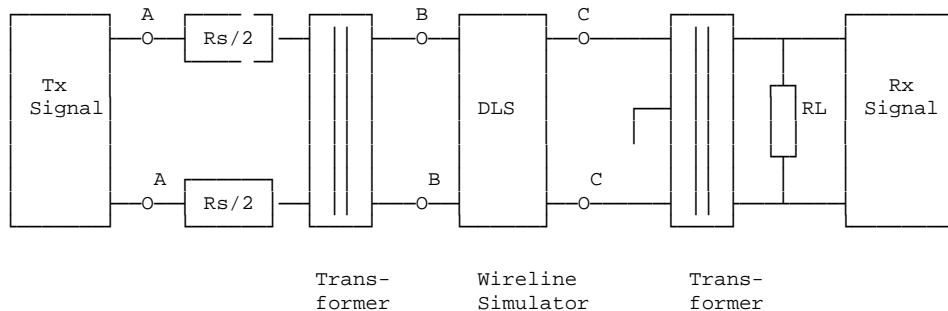 A B C
Rs/2
Tx Signal
DLS
RL
Rx Signal
A B C
Rs/2
Trans-former
Wireline Simulator
Trans-former